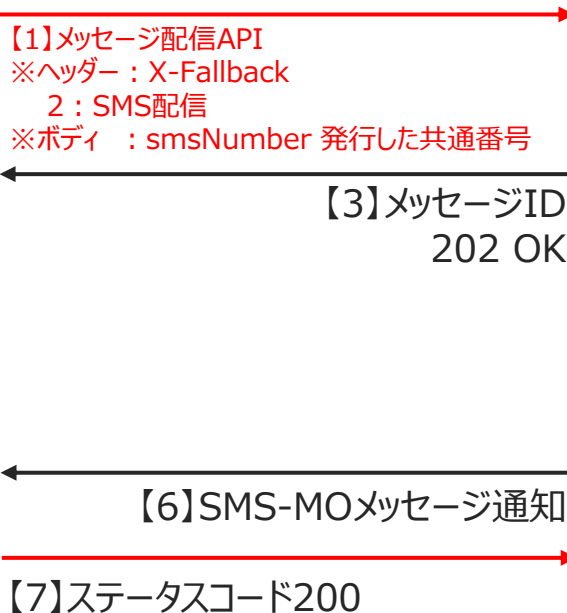 【1】メッセージ配信API
※ヘッダー：X-Fallback
2：SMS配信
※ボディ ：smsNumber 発行した共通番号
【3】メッセージID
202 OK
【6】SMS-MOメッセージ通知
【7】ステータスコード200